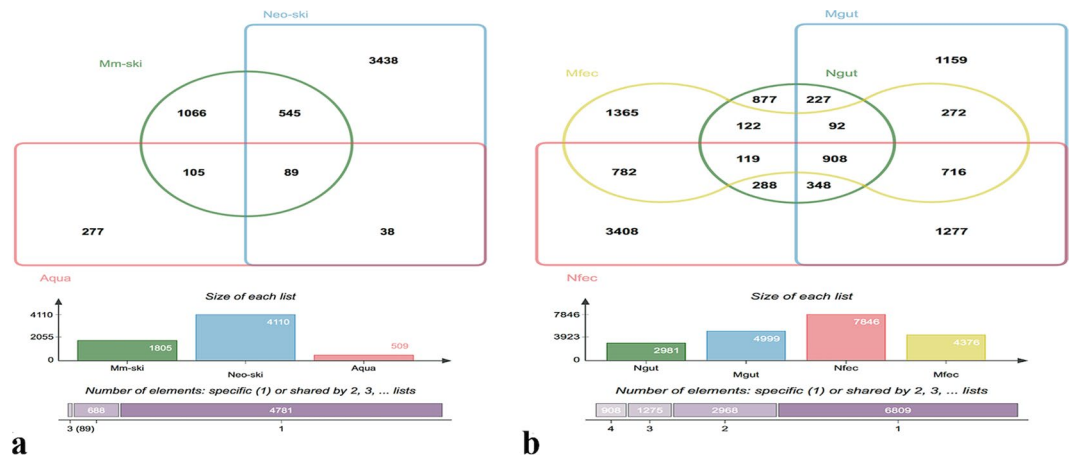 Neo-ski
Mm-ski
3438
1066
545
105
89
277
38
Aqua
Size of each list
4110
2055
0
1805
4110
509
Mm-ski
Neo-ski
Aqua
Number of elements: specific (1) or shared by 2, 3, ... lists
688
4781
3 (89)
1
a
Mgut
Ngut
Mfec
1159
877
227
1365
272
122
92
119
908
782
716
288
348
3408
1277
Nfec
Size of each list
7846
3923
0
2981
4999
7846
4376
Ngut
Mgut
Nfec
Mfec
Number of elements: specific (1) or shared by 2, 3, ... lists
908
1275
2968
6809
4
3
2
1
b